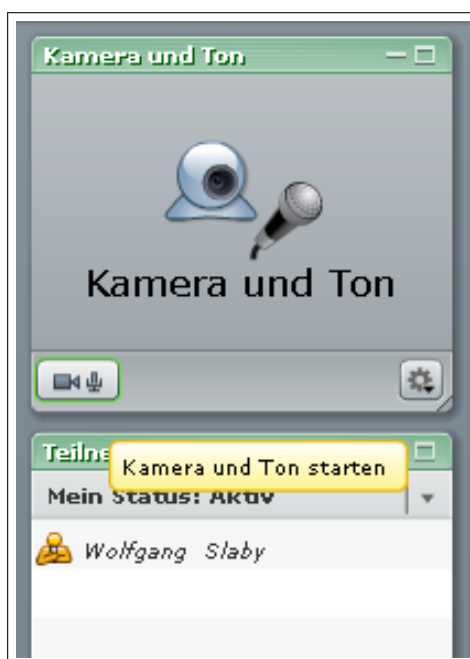 Kamera und Ton
Kamera und Ton
Kamera und Ton starten
Mein Status: Aktiv
Wolfgang Slaby